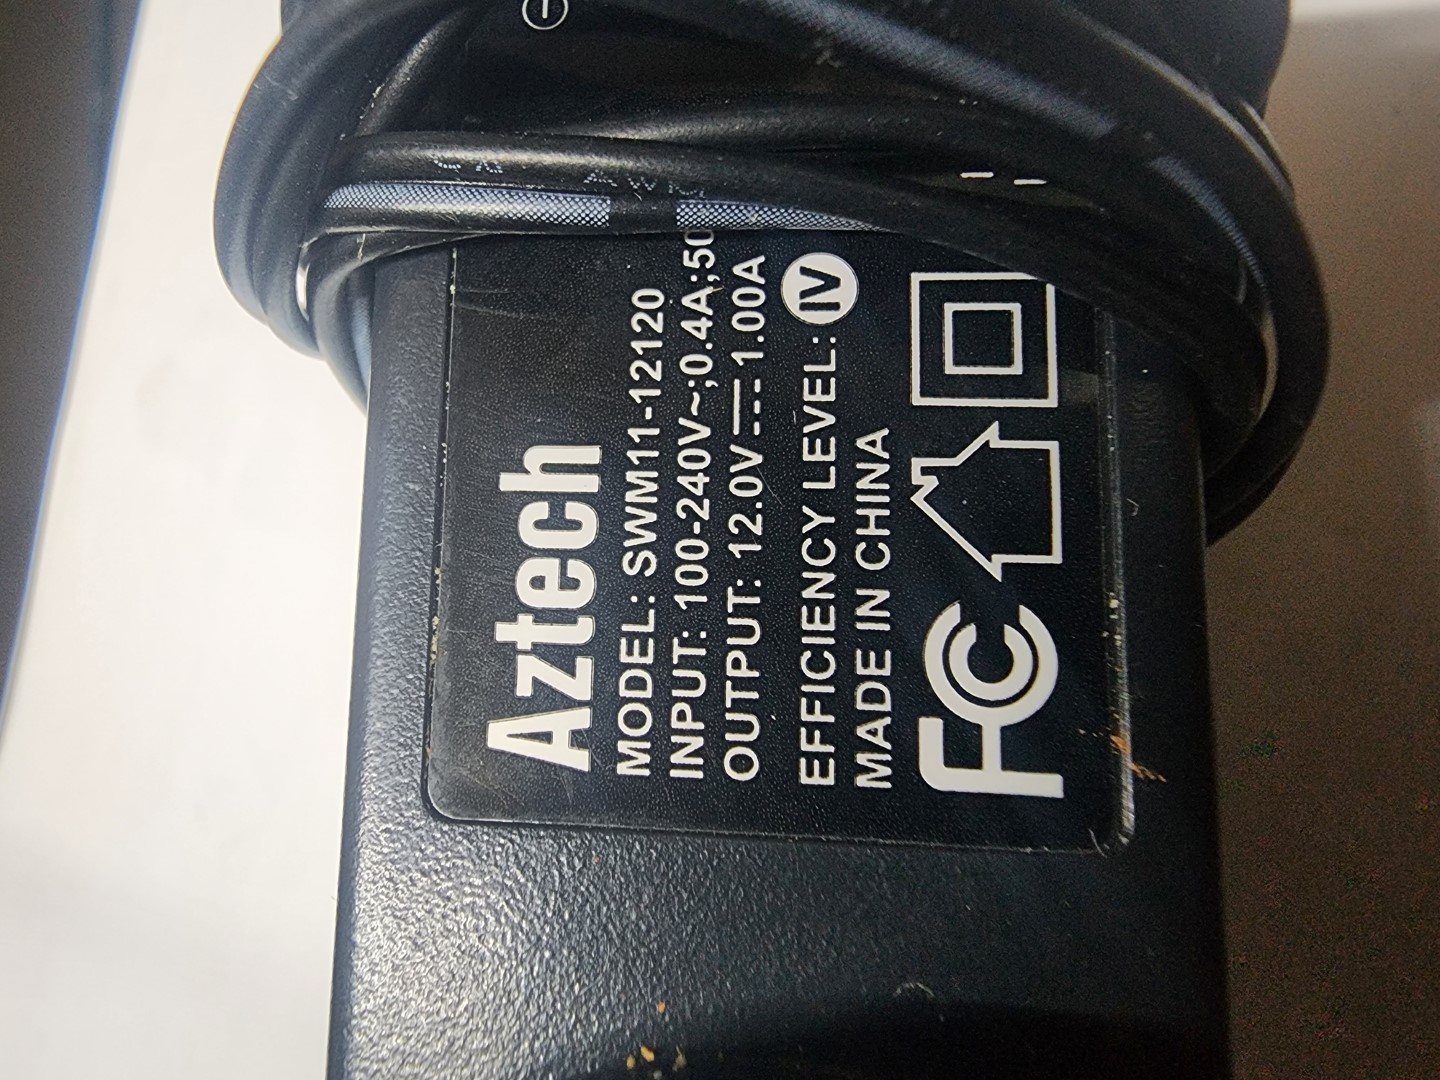 Aztech
MODEL: SWM11-12120
INPUT: 100-240V~;0.4A;50
OUTPUT: 12.0V⎓1.00A
EFFICIENCY LEVEL: IV
MADE IN CHINA
FC